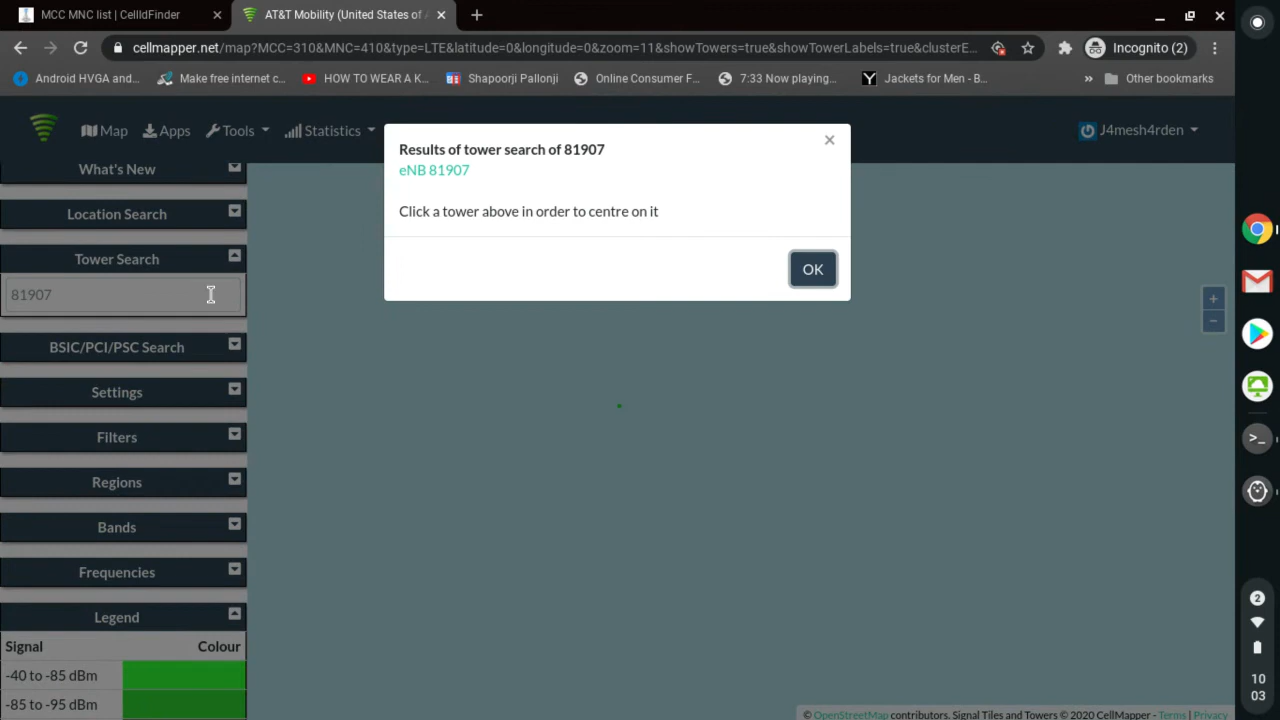 MCC MNC list | CellIdFinder
AT&T Mobility (United States of A
cellmapper.net/map?MCC=310&MNC=410&type=LTE&latitude=0&longitude=0&zoom=11&showTowers=true&showTowerLabels=true&clusterE...
Incognito (2)
Android HVGA and...
Make free internet c...
HOW TO WEAR A K...
Shapoorji Pallonji
Online Consumer F...
7:33 Now playing...
Jackets for Men - B...
»
Other bookmarks
Map
Apps
Tools
Statistics
J4mesh4rden
What's New
Location Search
Tower Search
81907
BSIC/PCI/PSC Search
Settings
Filters
Regions
Bands
Frequencies
Legend
Signal Colour
-40 to -85 dBm
-85 to -95 dBm
Results of tower search of 81907
eNB 81907
Click a tower above in order to centre on it
OK
+
−
© OpenStreetMap contributors. Signal Tiles and Towers © 2020 CellMapper - Terms | Privacy
2
10
03